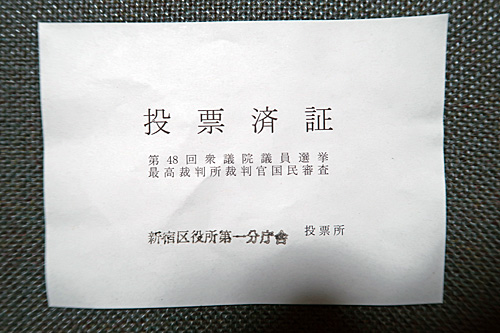 投票済証
第48回衆議院議員選挙
最高裁判所裁判官国民審査
新宿区役所第一分庁舎 投票所